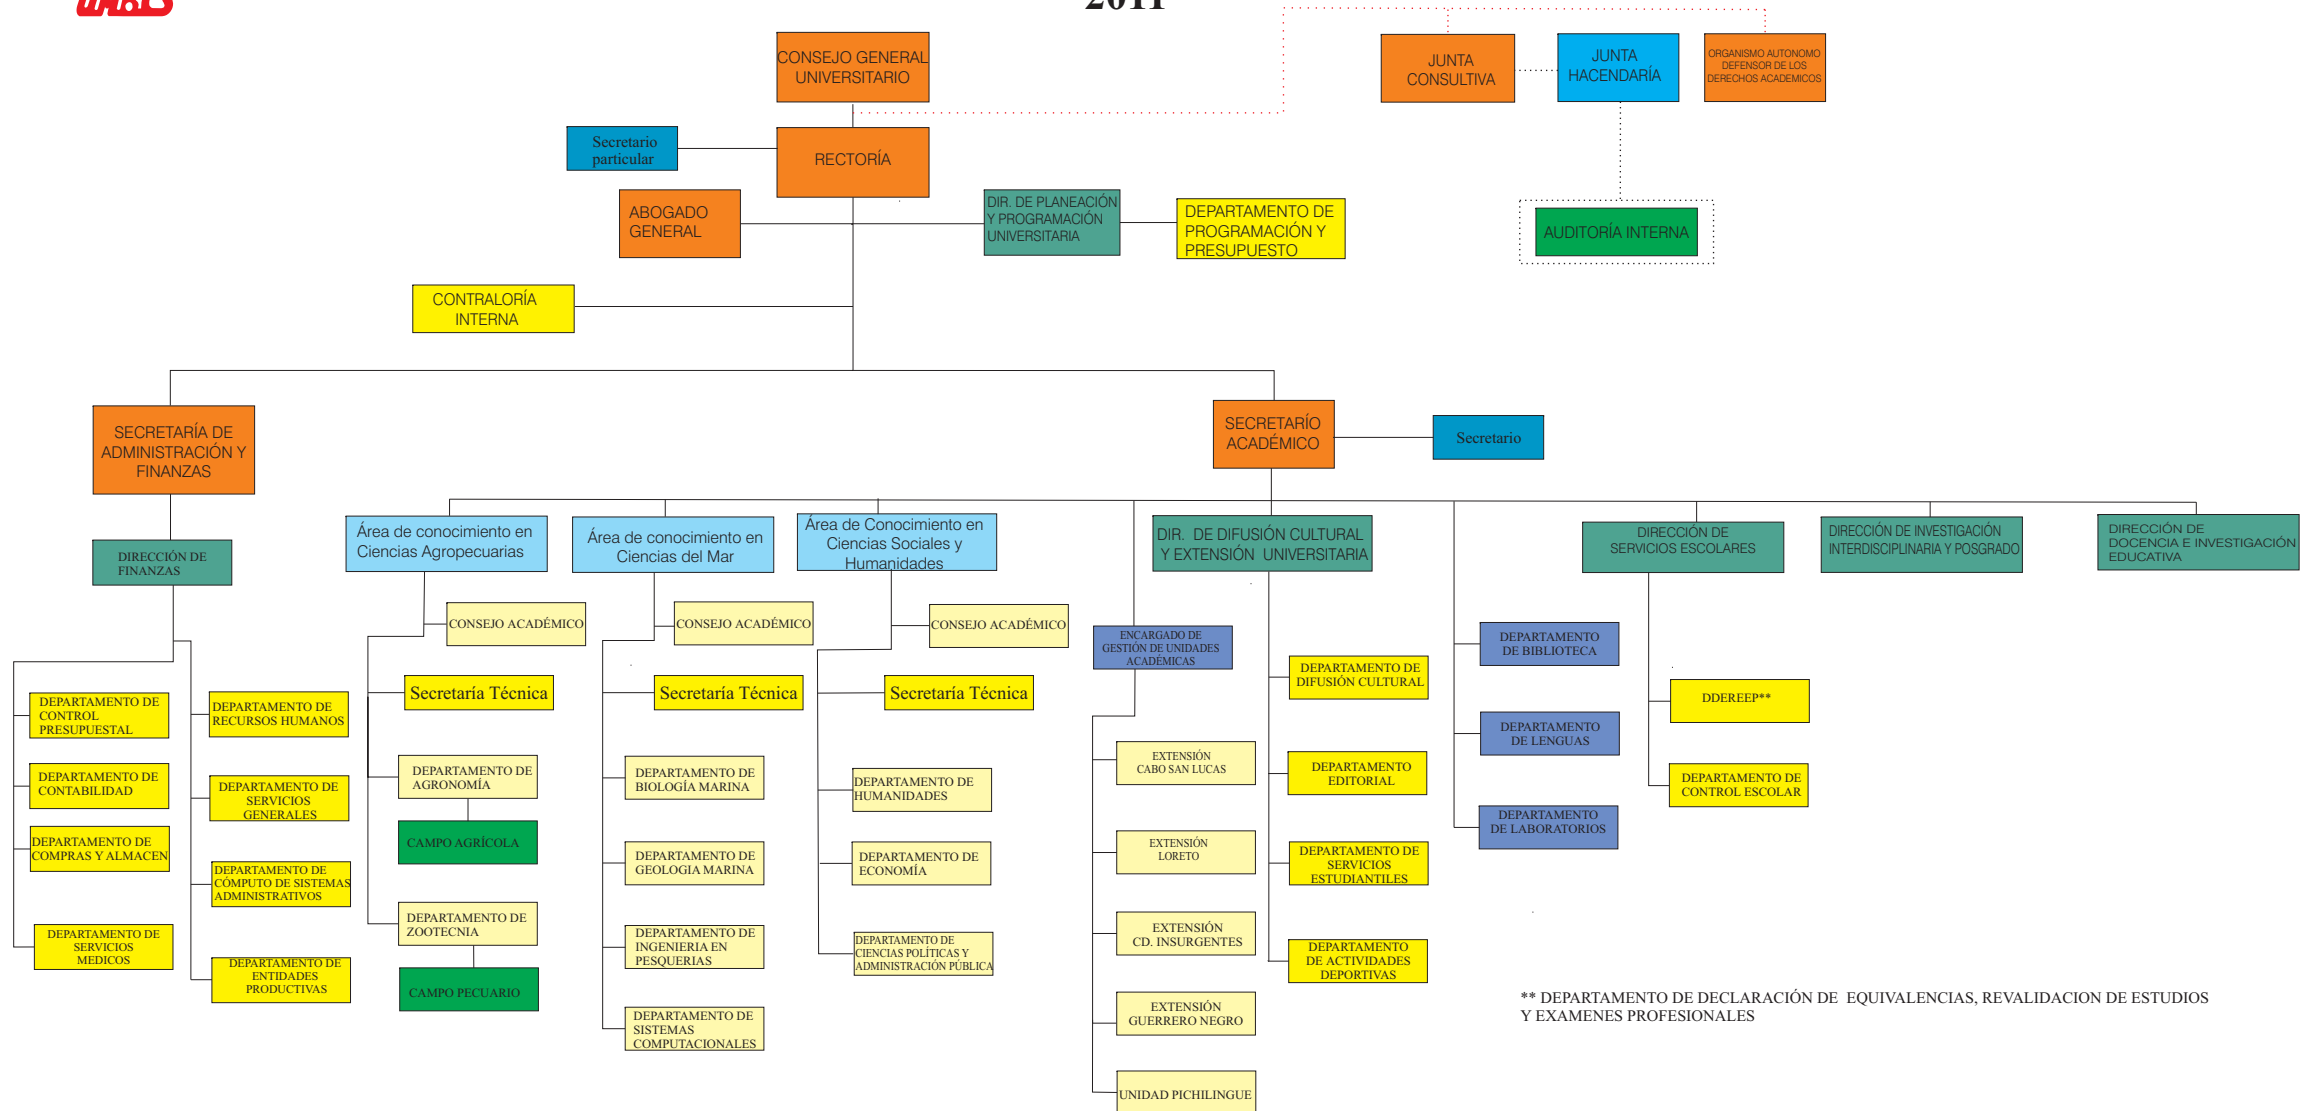 2011
CONSEJO GENERAL
UNIVERSITARIO
JUNTA
CONSULTIVA
JUNTA
HACENDARÍA
ORGANISMO AUTONOMO
DEFENSOR DE LOS
DERECHOS ACADEMICOS
Secretario
particular
RECTORÍA
ABOGADO
GENERAL
DIR. DE PLANEACIÓN
Y PROGRAMACIÓN
UNIVERSITARIA
DEPARTAMENTO DE
PROGRAMACIÓN Y
PRESUPUESTO
AUDITORÍA INTERNA
CONTRALORÍA
INTERNA
SECRETARÍA DE
ADMINISTRACIÓN Y
FINANZAS
SECRETARÍO
ACADÉMICO
Secretario
DIRECCIÓN DE
FINANZAS
Área de conocimiento en
Ciencias Agropecuarias
Área de conocimiento en
Ciencias del Mar
Área de Conocimiento en
Ciencias Sociales y
Humanidades
DIR. DE DIFUSIÓN CULTURAL
Y EXTENSIÓN UNIVERSITARIA
DIRECCIÓN DE
SERVICIOS ESCOLARES
DIRECCIÓN DE INVESTIGACIÓN
INTERDISCIPLINARIA Y POSGRADO
DIRECCIÓN DE
DOCENCIA E INVESTIGACIÓN
EDUCATIVA
DEPARTAMENTO DE
CONTROL
PRESUPUESTAL
DEPARTAMENTO DE
CONTABILIDAD
DEPARTAMENTO DE
COMPRAS Y ALMACEN
DEPARTAMENTO DE
SERVICIOS
MEDICOS
DEPARTAMENTO DE
RECURSOS HUMANOS
DEPARTAMENTO DE
SERVICIOS
GENERALES
DEPARTAMENTO DE
CÓMPUTO DE SISTEMAS
ADMINISTRATIVOS
DEPARTAMENTO DE
ENTIDADES
PRODUCTIVAS
CONSEJO ACADÉMICO
Secretaría Técnica
DEPARTAMENTO DE
AGRONOMÍA
CAMPO AGRÍCOLA
DEPARTAMENTO DE
ZOOTECNIA
CAMPO PECUARIO
CONSEJO ACADÉMICO
Secretaría Técnica
DEPARTAMENTO DE
BIOLOGÍA MARINA
DEPARTAMENTO DE
GEOLOGIA MARINA
DEPARTAMENTO DE
INGENIERIA EN
PESQUERIAS
DEPARTAMENTO DE
SISTEMAS
COMPUTACIONALES
CONSEJO ACADÉMICO
Secretaría Técnica
DEPARTAMENTO DE
HUMANIDADES
DEPARTAMENTO DE
ECONOMÍA
DEPARTAMENTO DE
CIENCIAS POLÍTICAS Y
ADMINISTRACIÓN PÚBLICA
ENCARGADO DE
GESTIÓN DE UNIDADES
ACADÉMICAS
EXTENSIÓN
CABO SAN LUCAS
EXTENSIÓN
LORETO
EXTENSIÓN
CD. INSURGENTES
EXTENSIÓN
GUERRERO NEGRO
UNIDAD PICHILINGUE
DEPARTAMENTO DE
DIFUSIÓN CULTURAL
DEPARTAMENTO
EDITORIAL
DEPARTAMENTO DE
SERVICIOS
ESTUDIANTILES
DEPARTAMENTO
DE ACTIVIDADES
DEPORTIVAS
DEPARTAMENTO
DE BIBLIOTECA
DEPARTAMENTO
DE LENGUAS
DEPARTAMENTO
DE LABORATORIOS
DDEREEP**
DEPARTAMENTO DE
CONTROL ESCOLAR
** DEPARTAMENTO DE DECLARACIÓN DE EQUIVALENCIAS, REVALIDACION DE ESTUDIOS
Y EXAMENES PROFESIONALES